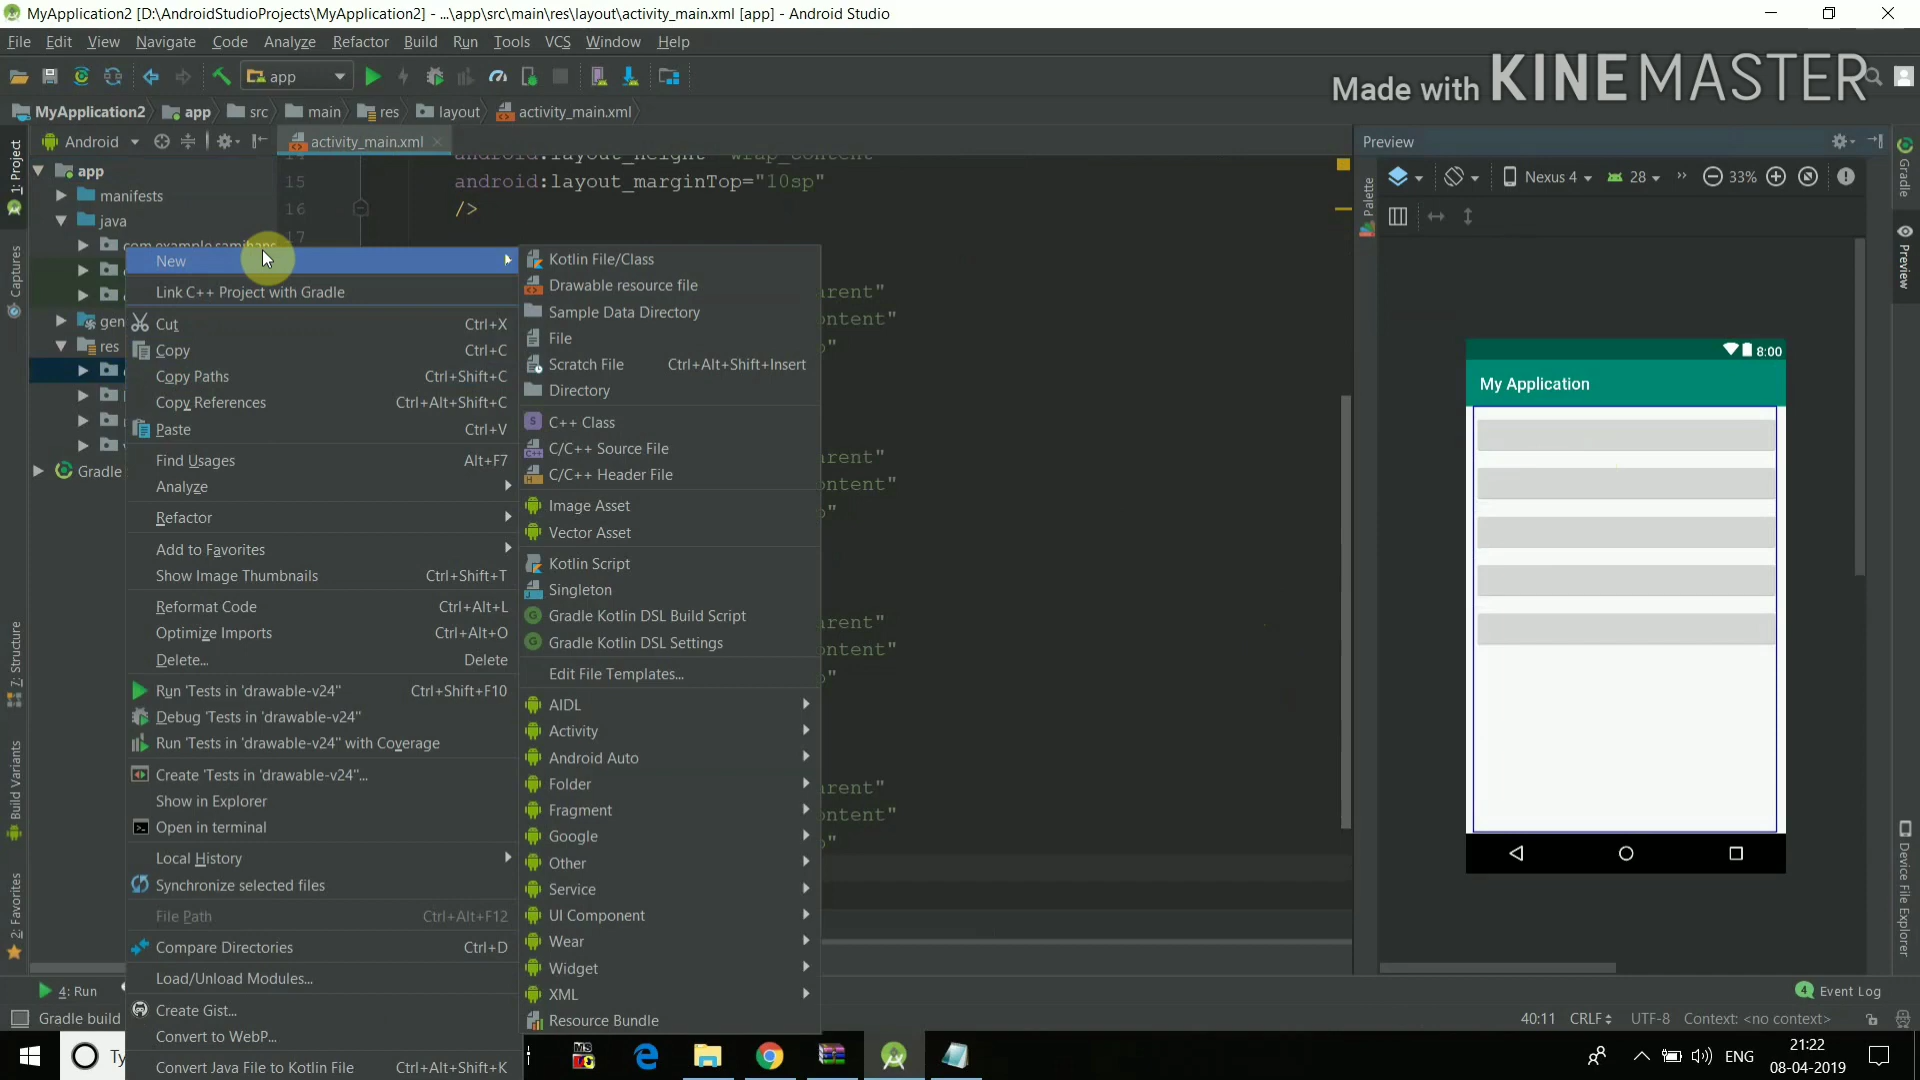 MyApplication2 [D:\AndroidStudioProjects\MyApplication2] - ...\app\src\main\res\layout\activity_main.xml [app] - Android Studio
File Edit View Navigate Code Analyze Refactor Build Run Tools VCS Window Help
app
Made with KINEMASTER
MyApplication2 app src main res layout activity_main.xml
Android activity_main.xml Preview
1: Project
Captures
7: Structure
Build Variants
2: Favorites
app
manifests
java
res
Gradle
15 android:layout_marginTop="10sp"
16 />
17
New
Link C++ Project with Gradle
Cut Ctrl+X
Copy Ctrl+C
Copy Paths Ctrl+Shift+C
Copy References Ctrl+Alt+Shift+C
Paste Ctrl+V
Find Usages Alt+F7
Analyze
Refactor
Add to Favorites
Show Image Thumbnails Ctrl+Shift+T
Reformat Code Ctrl+Alt+L
Optimize Imports Ctrl+Alt+O
Delete... Delete
Run 'Tests in 'drawable-v24'' Ctrl+Shift+F10
Debug 'Tests in 'drawable-v24''
Run 'Tests in 'drawable-v24'' with Coverage
Create 'Tests in 'drawable-v24''...
Show in Explorer
Open in terminal
Local History
Synchronize selected files
File Path Ctrl+Alt+F12
Compare Directories Ctrl+D
Load/Unload Modules...
Create Gist...
Convert to WebP...
Convert Java File to Kotlin File Ctrl+Alt+Shift+K
Kotlin File/Class
Drawable resource file
Sample Data Directory
File
Scratch File Ctrl+Alt+Shift+Insert
Directory
C++ Class
C/C++ Source File
C/C++ Header File
Image Asset
Vector Asset
Kotlin Script
Singleton
Gradle Kotlin DSL Build Script
Gradle Kotlin DSL Settings
Edit File Templates...
AIDL
Activity
Android Auto
Folder
Fragment
Google
Other
Service
UI Component
Wear
Widget
XML
Resource Bundle
Palette
Nexus 4 28 33%
8:00
My Application
Gradle
Preview
Device File Explorer
4: Run
4 Event Log
Gradle build
40:11 CRLF UTF-8 Context: <no context>
ENG
21:22
08-04-2019